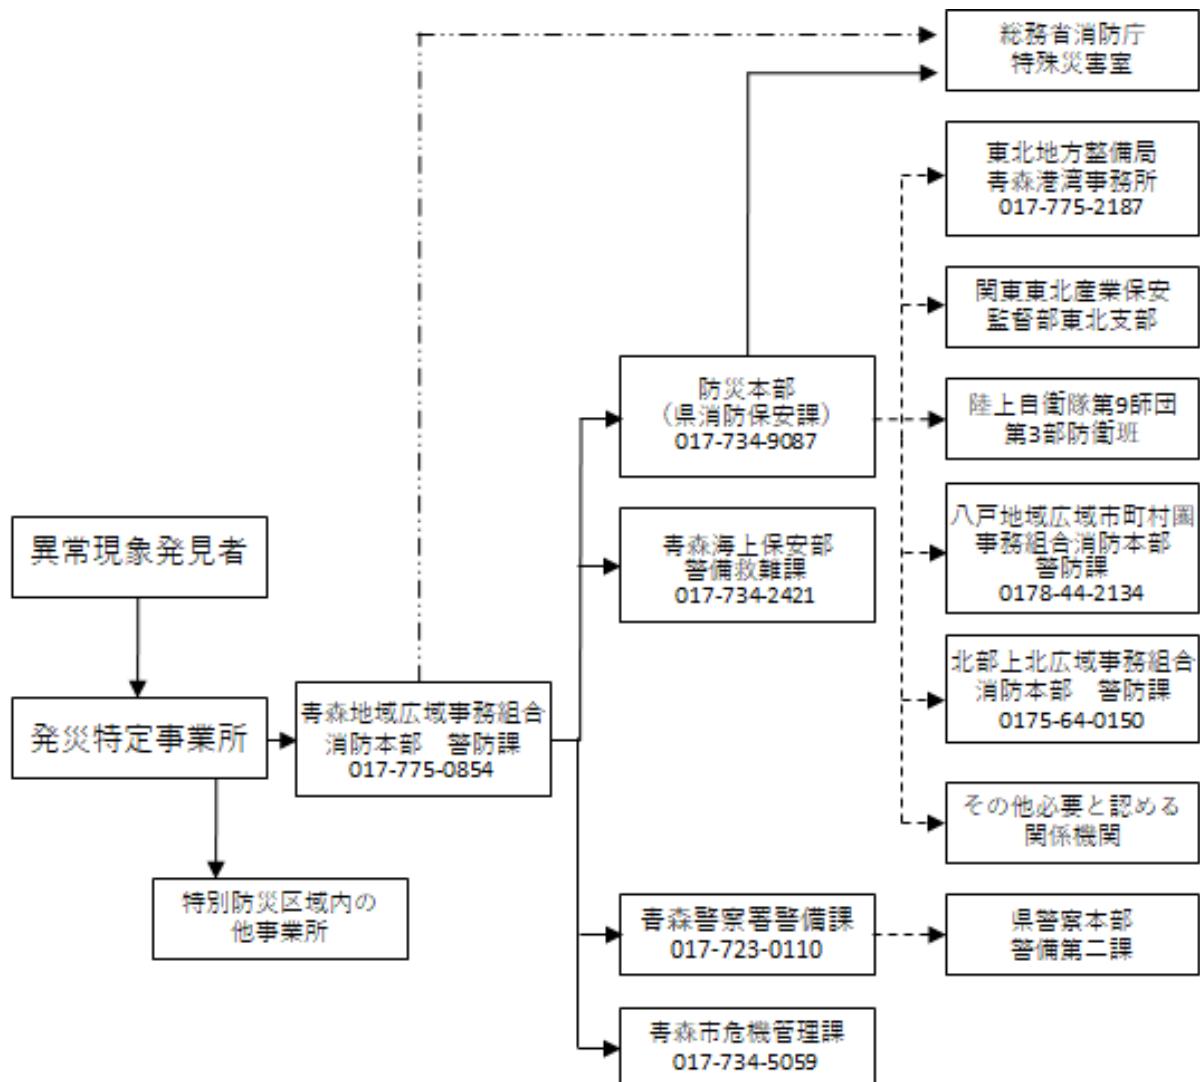 総務省消防庁
特殊災害室
東北地方整備局
青森港湾事務所
017-775-2187
関東東北産業保安
監督部東北支部
防災本部
（県消防保安課）
017-734-9087
陸上自衛隊第9師団
第3部防衛班
八戸地域広域市町村圏
事務組合消防本部
警防課
0178-44-2134
異常現象発見者
青森海上保安部
警備救難課
017-734-2421
北部上北広域事務組合
消防本部　警防課
0175-64-0150
発災特定事業所
青森地域広域事務組合
消防本部　警防課
017-775-0854
その他必要と認める
関係機関
特別防災区域内の
他事業所
青森警察署警備課
017-723-0110
県警察本部
警備第二課
青森市危機管理課
017-734-5059